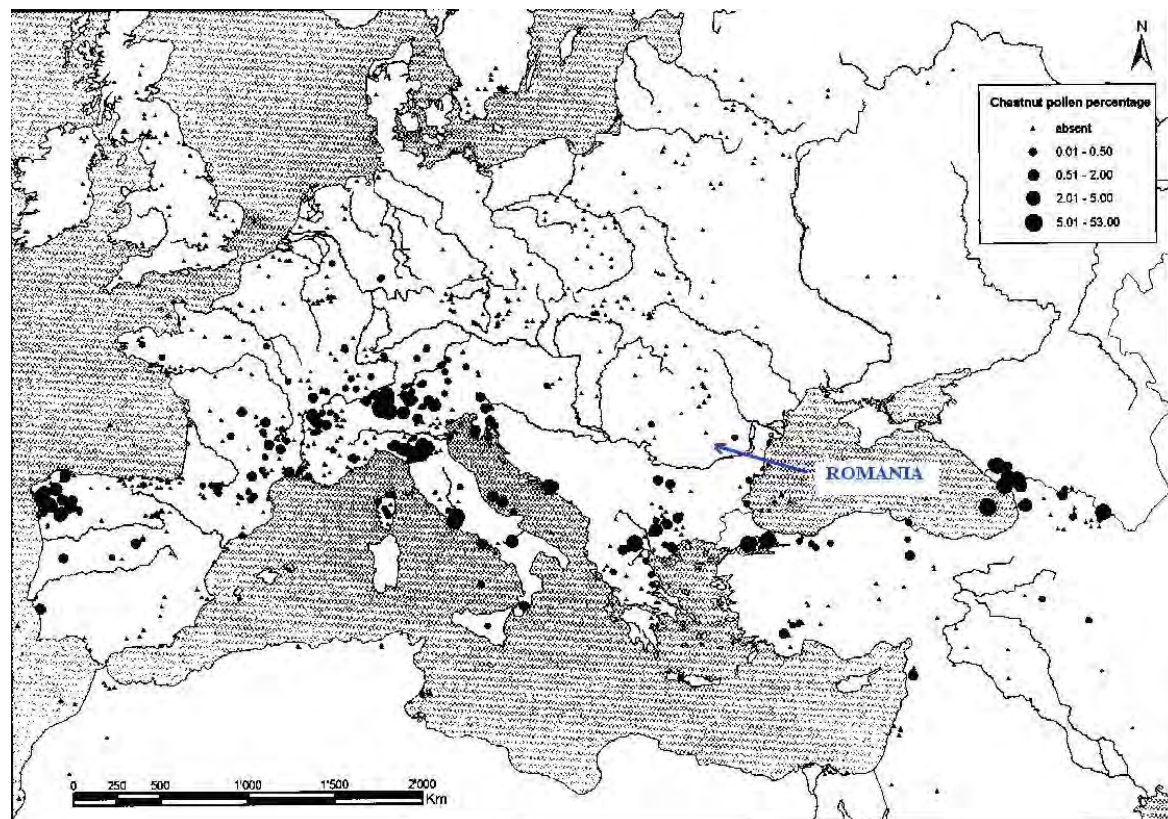 N
Chestnut pollen percentage
absent
0.01 - 0.50
0.51 - 2.00
2.01 - 5.00
5.01 - 53.00
ROMANIA
0 250 500 1'000 1'500 2'000
Km